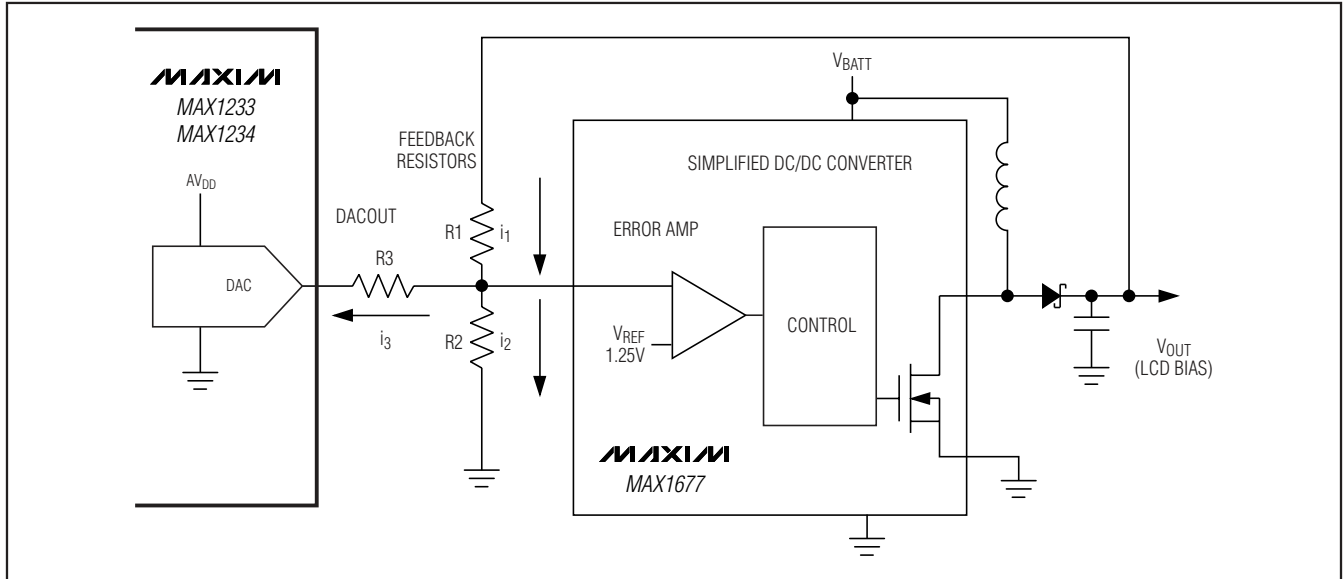 MAXIM
MAX1233
MAX1234
AVDD
DAC
DACOUT
R3
i3
FEEDBACK
RESISTORS
R1
i1
R2
i2
VBATT
SIMPLIFIED DC/DC CONVERTER
ERROR AMP
VREF
1.25V
CONTROL
MAXIM
MAX1677
VOUT
(LCD BIAS)